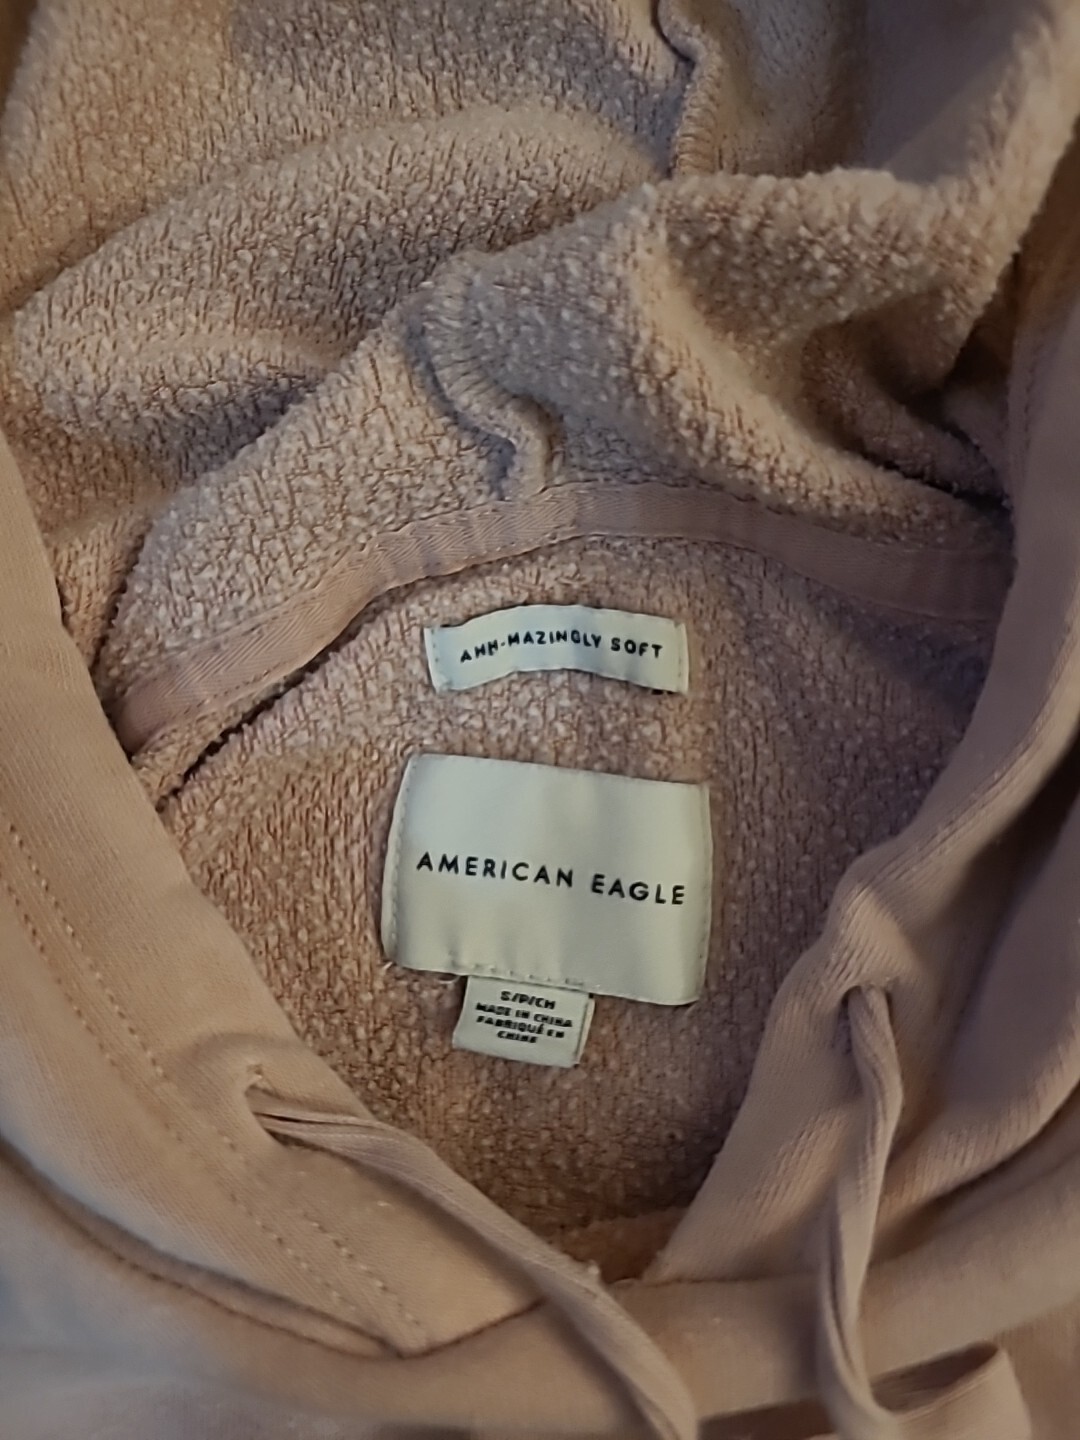 AHH-MAZINGLY SOFT
AMERICAN EAGLE
S/P/CH
MADE IN CHINA
FABRIQUÉ EN
CHINE